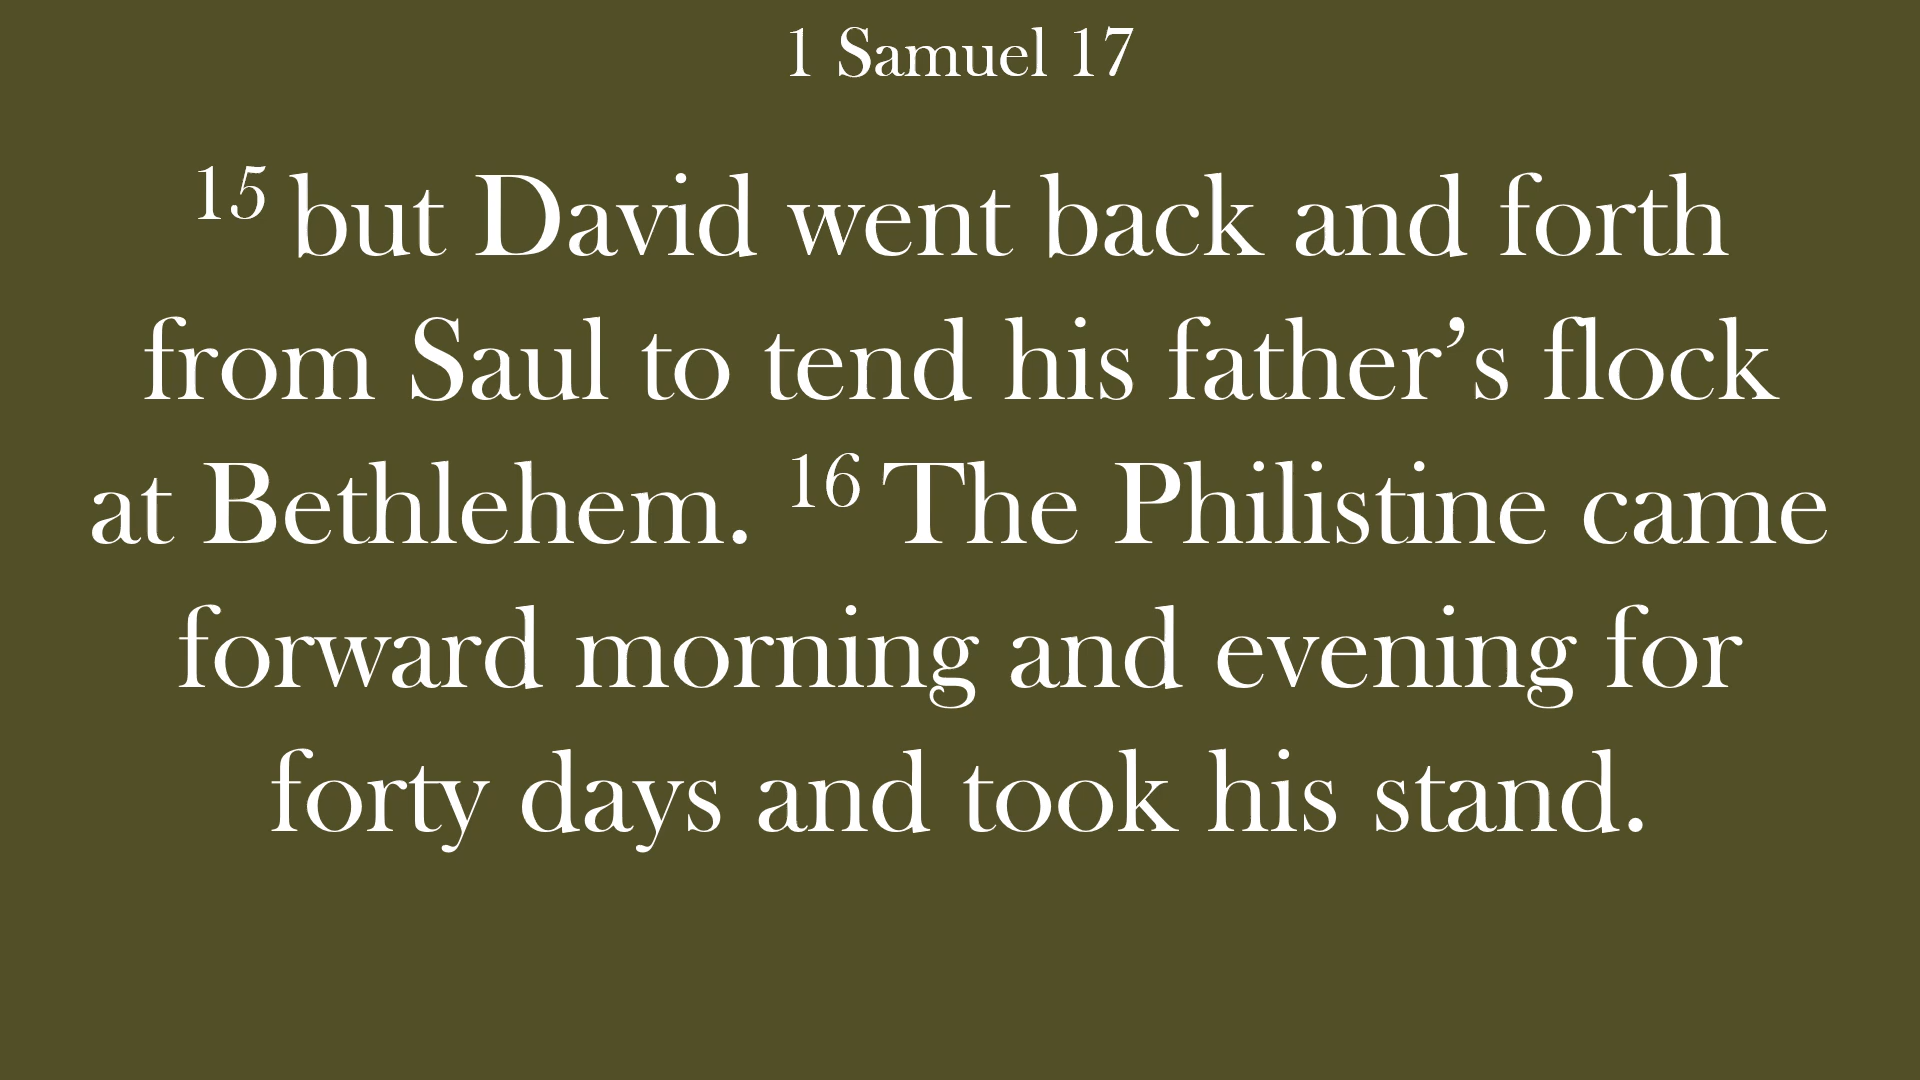 1 Samuel 17
15 but David went back and forth
from Saul to tend his father’s flock
at Bethlehem. 16 The Philistine came
forward morning and evening for
forty days and took his stand.